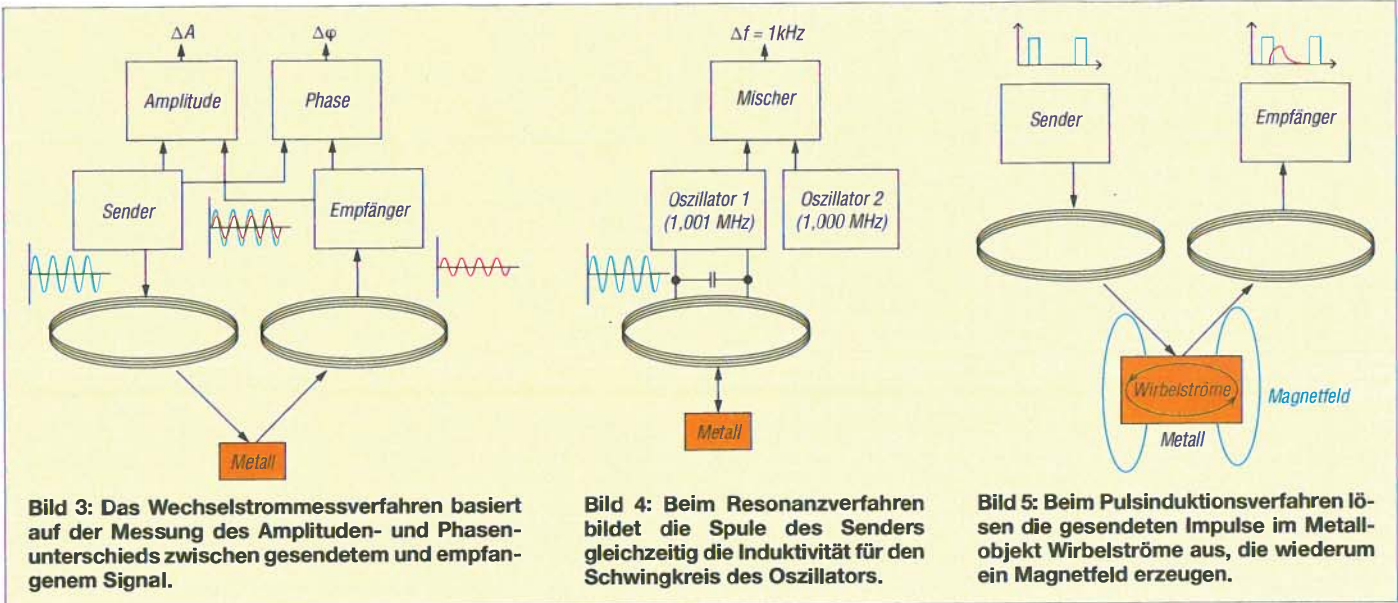 ΔA
Δφ
Amplitude
Phase
Sender
Empfänger
Metall
Bild 3: Das Wechselstrommessverfahren basiert
auf der Messung des Amplituden- und Phasen-
unterschieds zwischen gesendetem und empfan-
genem Signal.
Δf = 1kHz
Mischer
Oszillator 1
(1,001 MHz)
Oszillator 2
(1,000 MHz)
Metall
Bild 4: Beim Resonanzverfahren
bildet die Spule des Senders
gleichzeitig die Induktivität für den
Schwingkreis des Oszillators.
Sender
Empfänger
Wirbelströme
Magnetfeld
Metall
Bild 5: Beim Pulsinduktionsverfahren lö-
sen die gesendeten Impulse im Metall-
objekt Wirbelströme aus, die wiederum
ein Magnetfeld erzeugen.